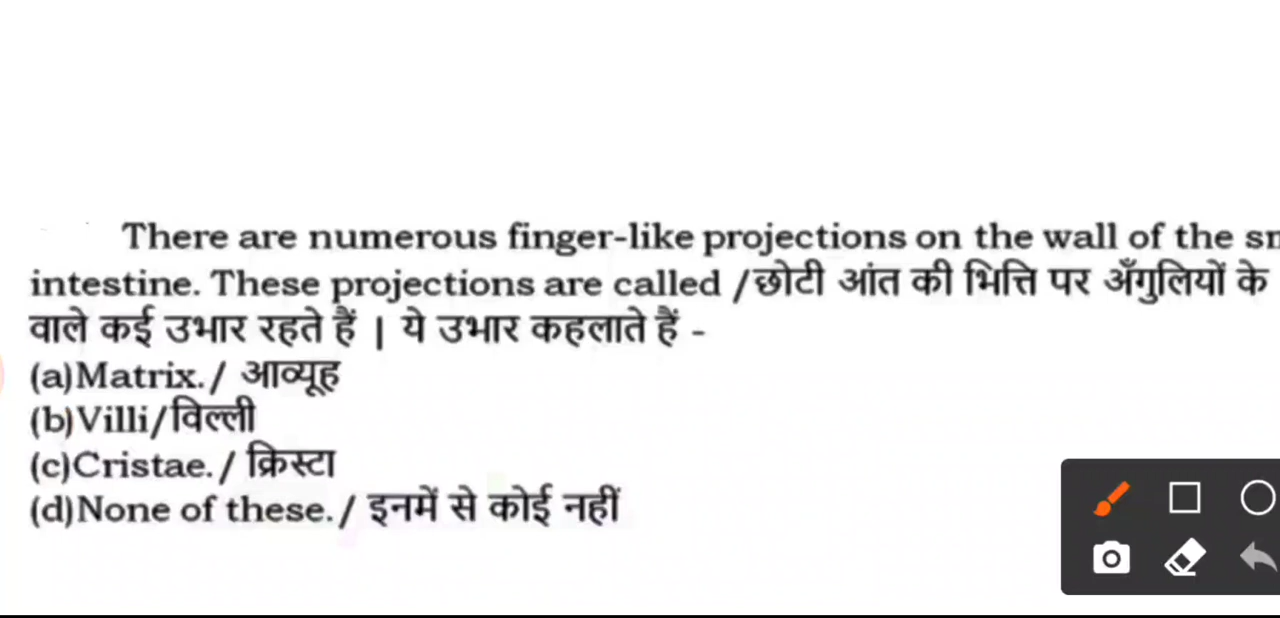 There are numerous finger-like projections on the wall of the
intestine. These projections are called /छोटी आंत की भित्ति पर अँगुलियों के
वाले कई उभार रहते हैं | ये उभार कहलाते हैं -
(a)Matrix./ आव्यूह
(b)Villi/विल्ली
(c)Cristae./ क्रिस्टा
(d)None of these./ इनमें से कोई नहीं